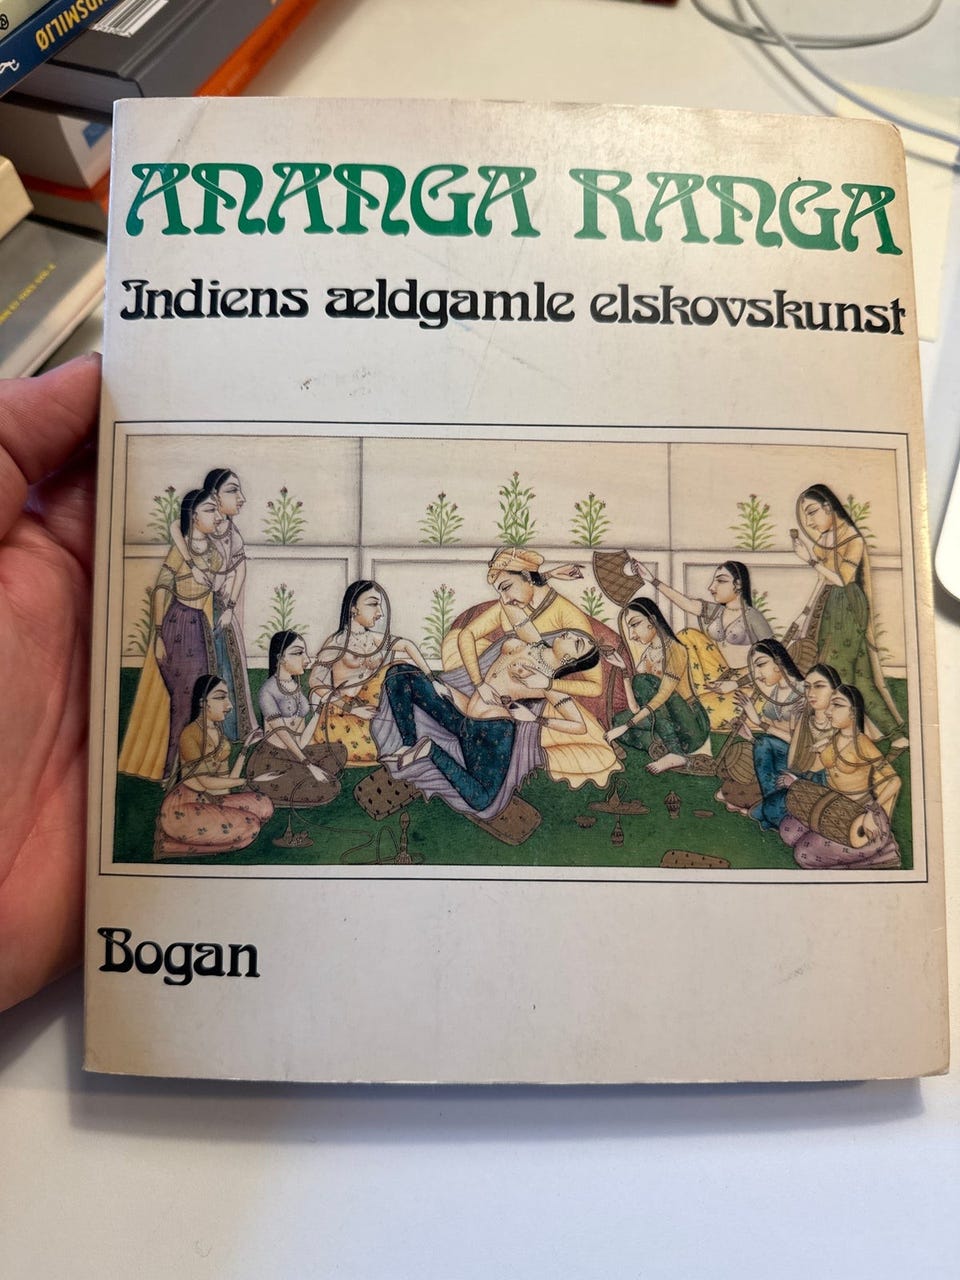 ANANGA RANGA
Indiens ældgamle elskovskunst
Bogan